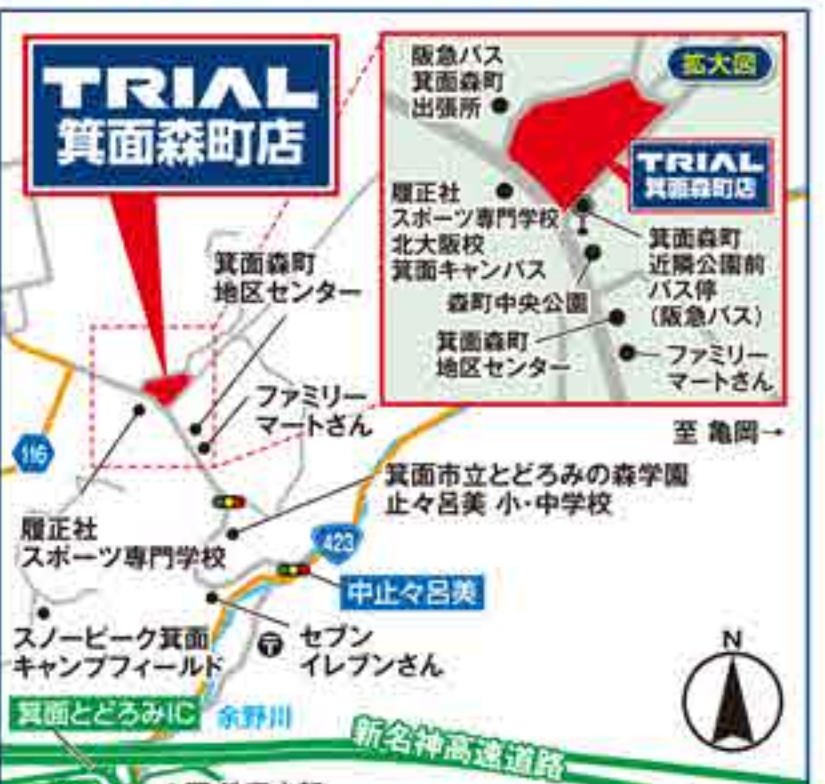 TRIAL
箕面森町店
阪急バス
箕面森町
出張所
拡大図
TRIAL
箕面森町店
履正社
スポーツ専門学校
北大阪校
箕面キャンパス
箕面森町
近隣公園前
バス停
(阪急バス)
森町中央公園
箕面森町
地区センター
ファミリー
マートさん
箕面森町
地区センター
ファミリー
マートさん
至 亀岡→
116
箕面市立とどろみの森学園
止々呂美 小・中学校
履正社
スポーツ専門学校
423
中止々呂美
スノーピーク箕面
キャンプフィールド
セブン
イレブンさん
N
箕面とどろみIC
余野川
新名神高速道路